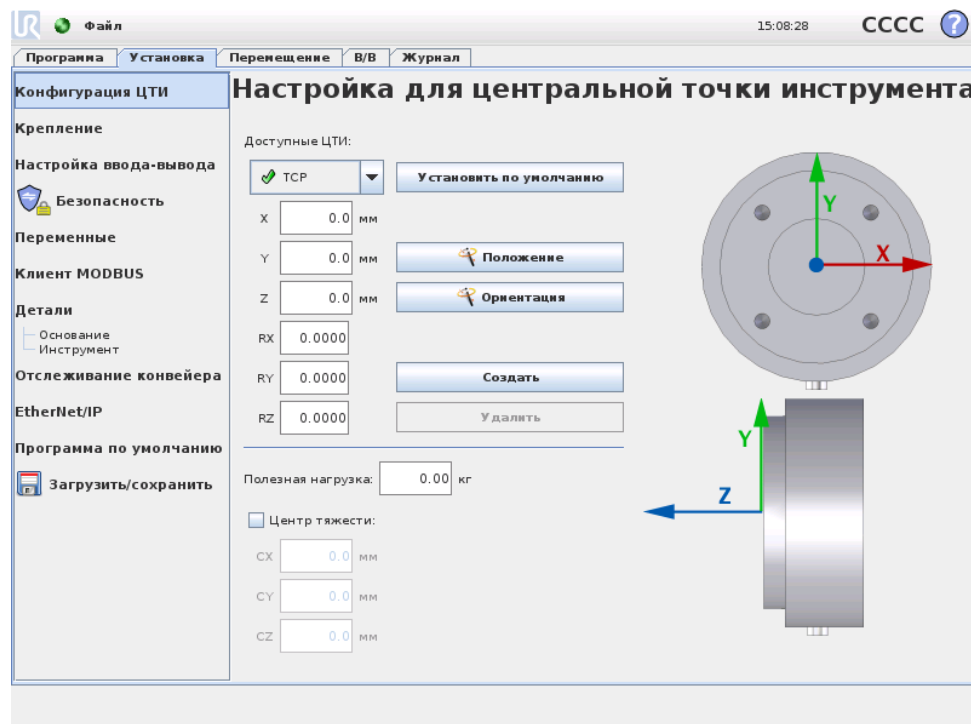 UR Файл 15:08:28 CCCC ?
Программа Установка Перемещение В/В Журнал
Конфигурация ЦТИ
Крепление
Настройка ввода-вывода
Безопасность
Переменные
Клиент MODBUS
Детали
Основание
Инструмент
Отслеживание конвейера
EtherNet/IP
Программа по умолчанию
Загрузить/сохранить
Настройка для центральной точки инструмента
Доступные ЦТИ:
TCP Установить по умолчанию
X 0.0 мм
Y 0.0 мм Положение
Z 0.0 мм Ориентация
RX 0.0000
RY 0.0000 Создать
RZ 0.0000 Удалить
Полезная нагрузка: 0.00 кг
Центр тяжести:
CX 0.0 мм
CY 0.0 мм
CZ 0.0 мм
Y
X
Y
Z